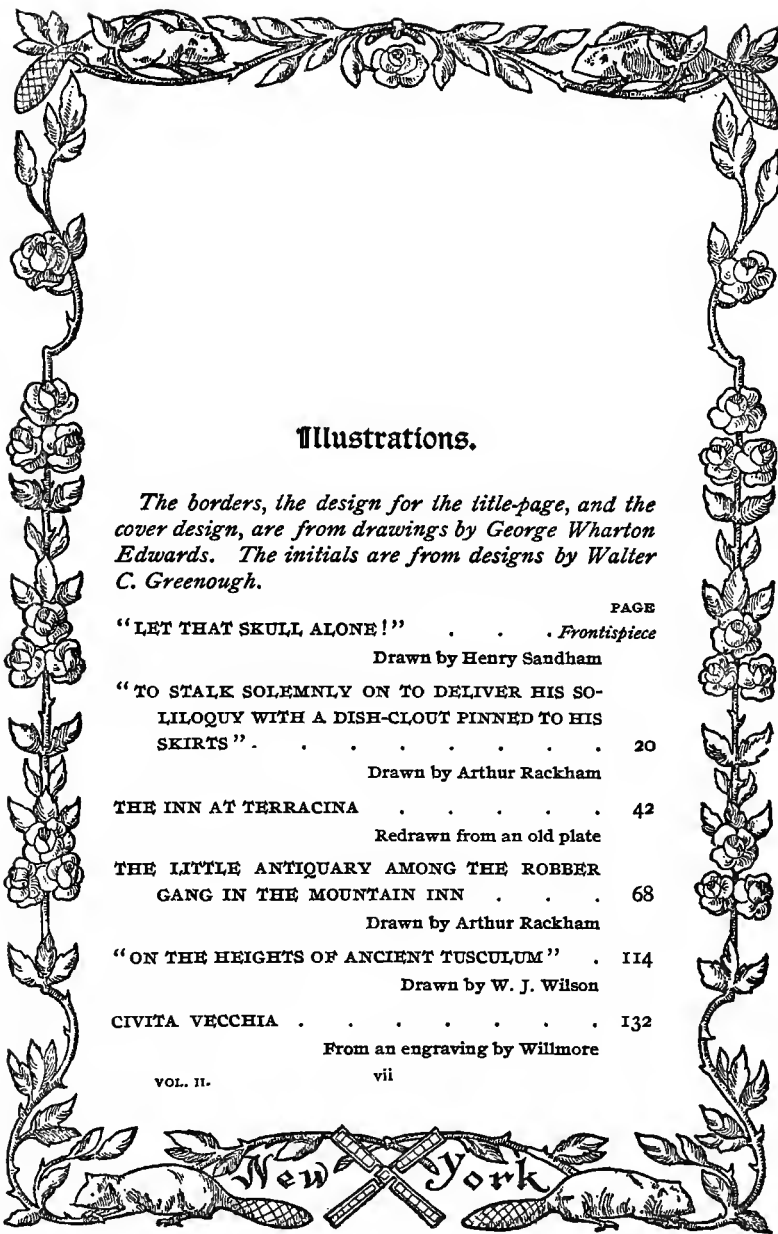 Illustrations.
The borders, the design for the title-page, and the
cover design, are from drawings by George Wharton
Edwards. The initials are from designs by Walter
C. Greenough.
PAGE
"LET THAT SKULL ALONE!" . . . Frontispiece
Drawn by Henry Sandham
"TO STALK SOLEMNLY ON TO DELIVER HIS SO-
LILOQUY WITH A DISH-CLOUT PINNED TO HIS
SKIRTS" . . . . . . . . 20
Drawn by Arthur Rackham
THE INN AT TERRACINA . . . . . 42
Redrawn from an old plate
THE LITTLE ANTIQUARY AMONG THE ROBBER
GANG IN THE MOUNTAIN INN . . . 68
Drawn by Arthur Rackham
"ON THE HEIGHTS OF ANCIENT TUSCULUM" . 114
Drawn by W. J. Wilson
CIVITA VECCHIA . . . . . . . 132
From an engraving by Willmore
VOL. II. vii
New York